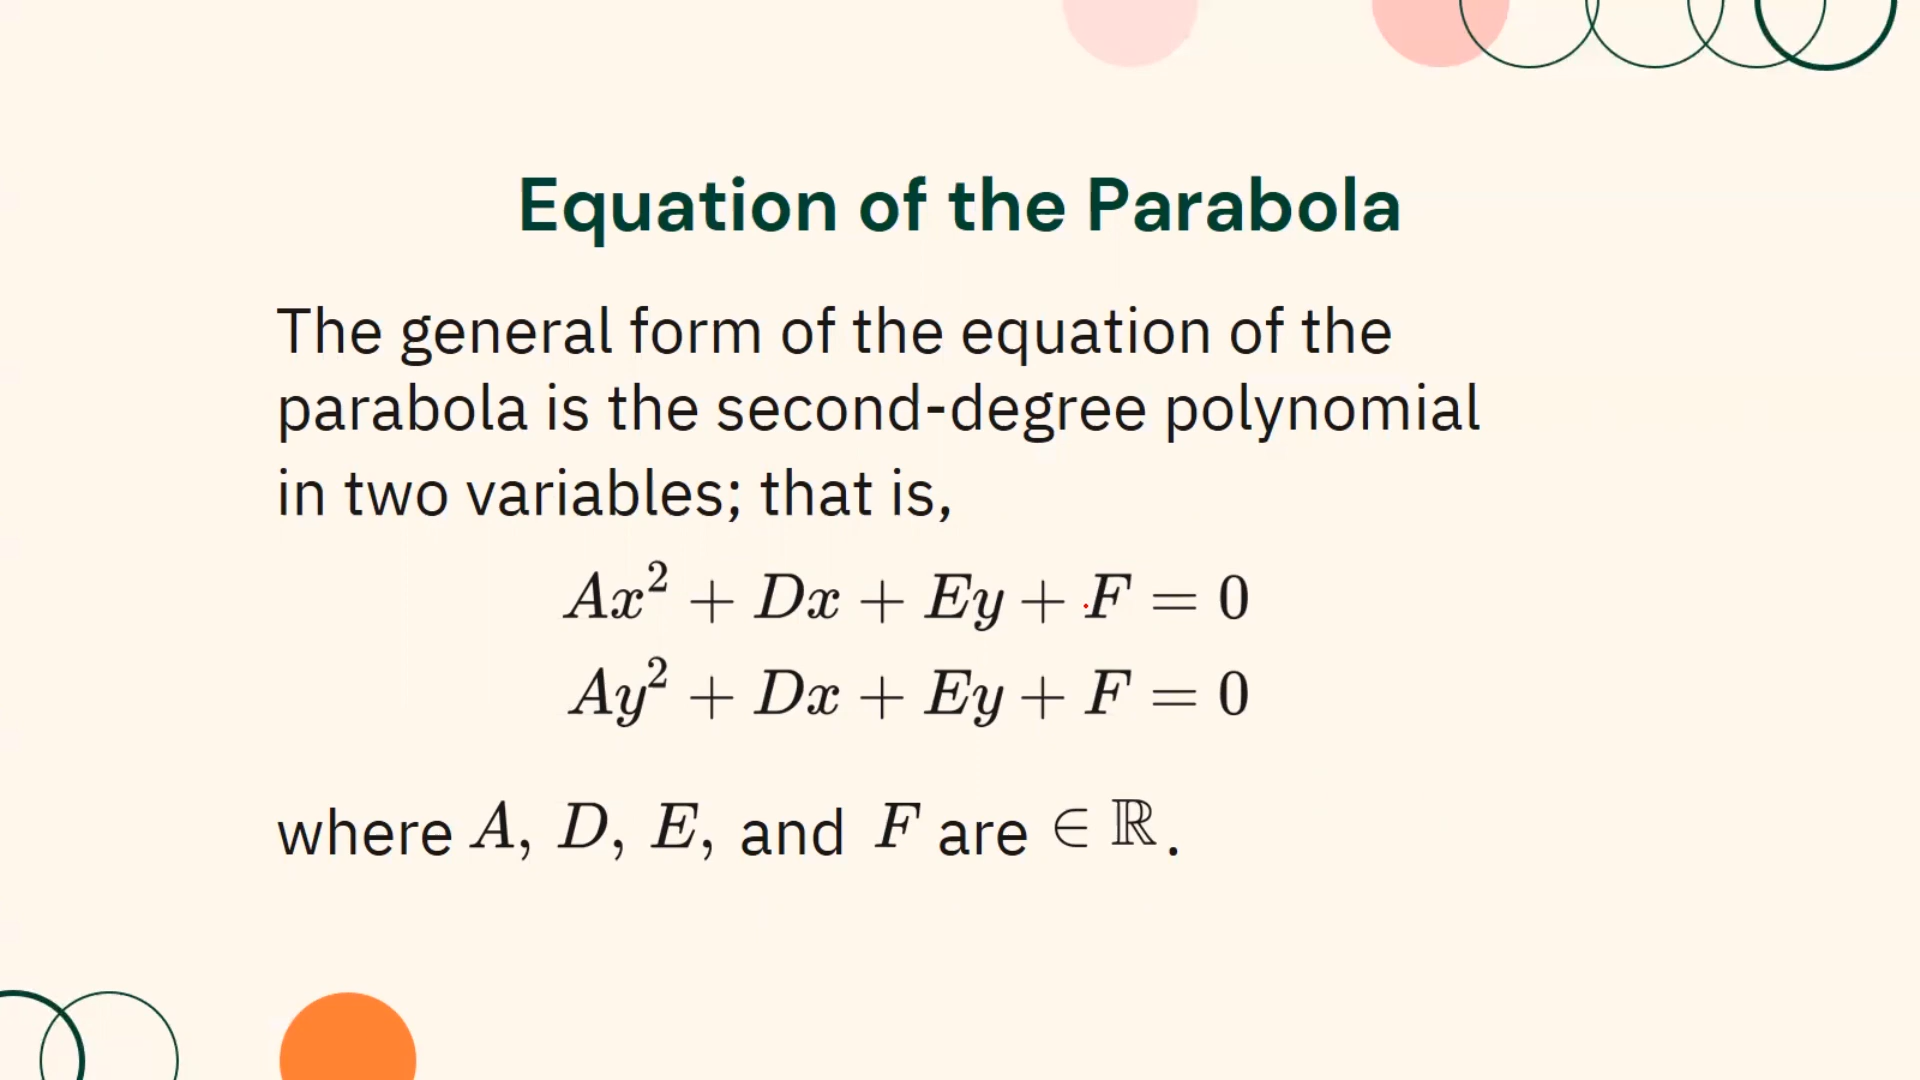 Equation of the Parabola
The general form of the equation of the
parabola is the second-degree polynomial
in two variables; that is,
Ax² + Dx + Ey + F = 0
Ay² + Dx + Ey + F = 0
where A, D, E, and F are ∈ ℝ.